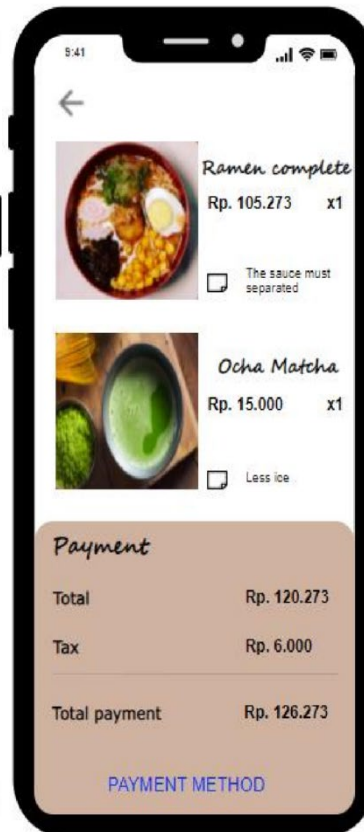 9:41
Ramen complete
Rp. 105.273 x1
The sauce must
separated
Ocha Matcha
Rp. 15.000 x1
Less ice
Payment
Total Rp. 120.273
Tax Rp. 6.000
Total payment Rp. 126.273
PAYMENT METHOD